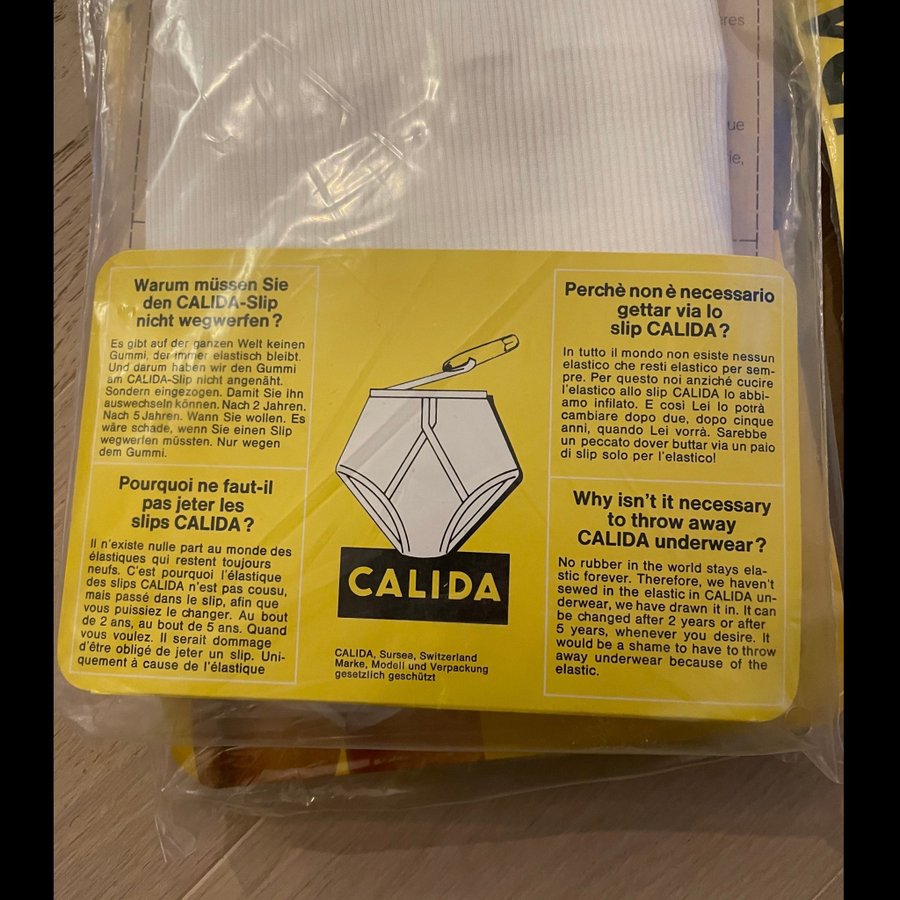 ères
ue
ie,
Warum müssen Sie
den CALIDA-Slip
nicht wegwerfen?
Es gibt auf der ganzen Welt keinen
Gummi, der immer elastisch bleibt.
Und darum haben wir den Gummi
am CALIDA-Slip nicht angenäht.
Sondern eingezogen. Damit Sie ihn
auswechseln können. Nach 2 Jahren.
Nach 5 Jahren. Wann Sie wollen. Es
wäre schade, wenn Sie einen Slip
wegwerfen müssten. Nur wegen
dem Gummi.
Pourquoi ne faut-il
pas jeter les
slips CALIDA?
Il n'existe nulle part au monde des
élastiques qui restent toujours
neufs. C'est pourquoi l'élastique
des slips CALIDA n'est pas cousu,
mais passé dans le slip, afin que
vous puissiez le changer. Au bout
de 2 ans, au bout de 5 ans. Quand
vous voulez. Il serait dommage
d'être obligé de jeter un slip. Uni-
quement à cause de l'élastique
CALIDA
CALIDA, Sursee, Switzerland
Marke, Modell und Verpackung
gesetzlich geschützt
Perchè non è necessario
gettar via lo
slip CALIDA?
In tutto il mondo non esiste nessun
elastico che resti elastico per sem-
pre. Per questo noi anziché cucire
l'elastico allo slip CALIDA lo abbi-
amo infilato. E cosi Lei lo potrà
cambiare dopo due, dopo cinque
anni, quando Lei vorrà. Sarebbe
un peccato dover buttar via un paio
di slip solo per l'elastico!
Why isn't it necessary
to throw away
CALIDA underwear?
No rubber in the world stays ela-
stic forever. Therefore, we haven't
sewed in the elastic in CALIDA un-
derwear, we have drawn it in. It can
be changed after 2 years or after
5 years, whenever you desire. It
would be a shame to have to throw
away underwear because of the
elastic.